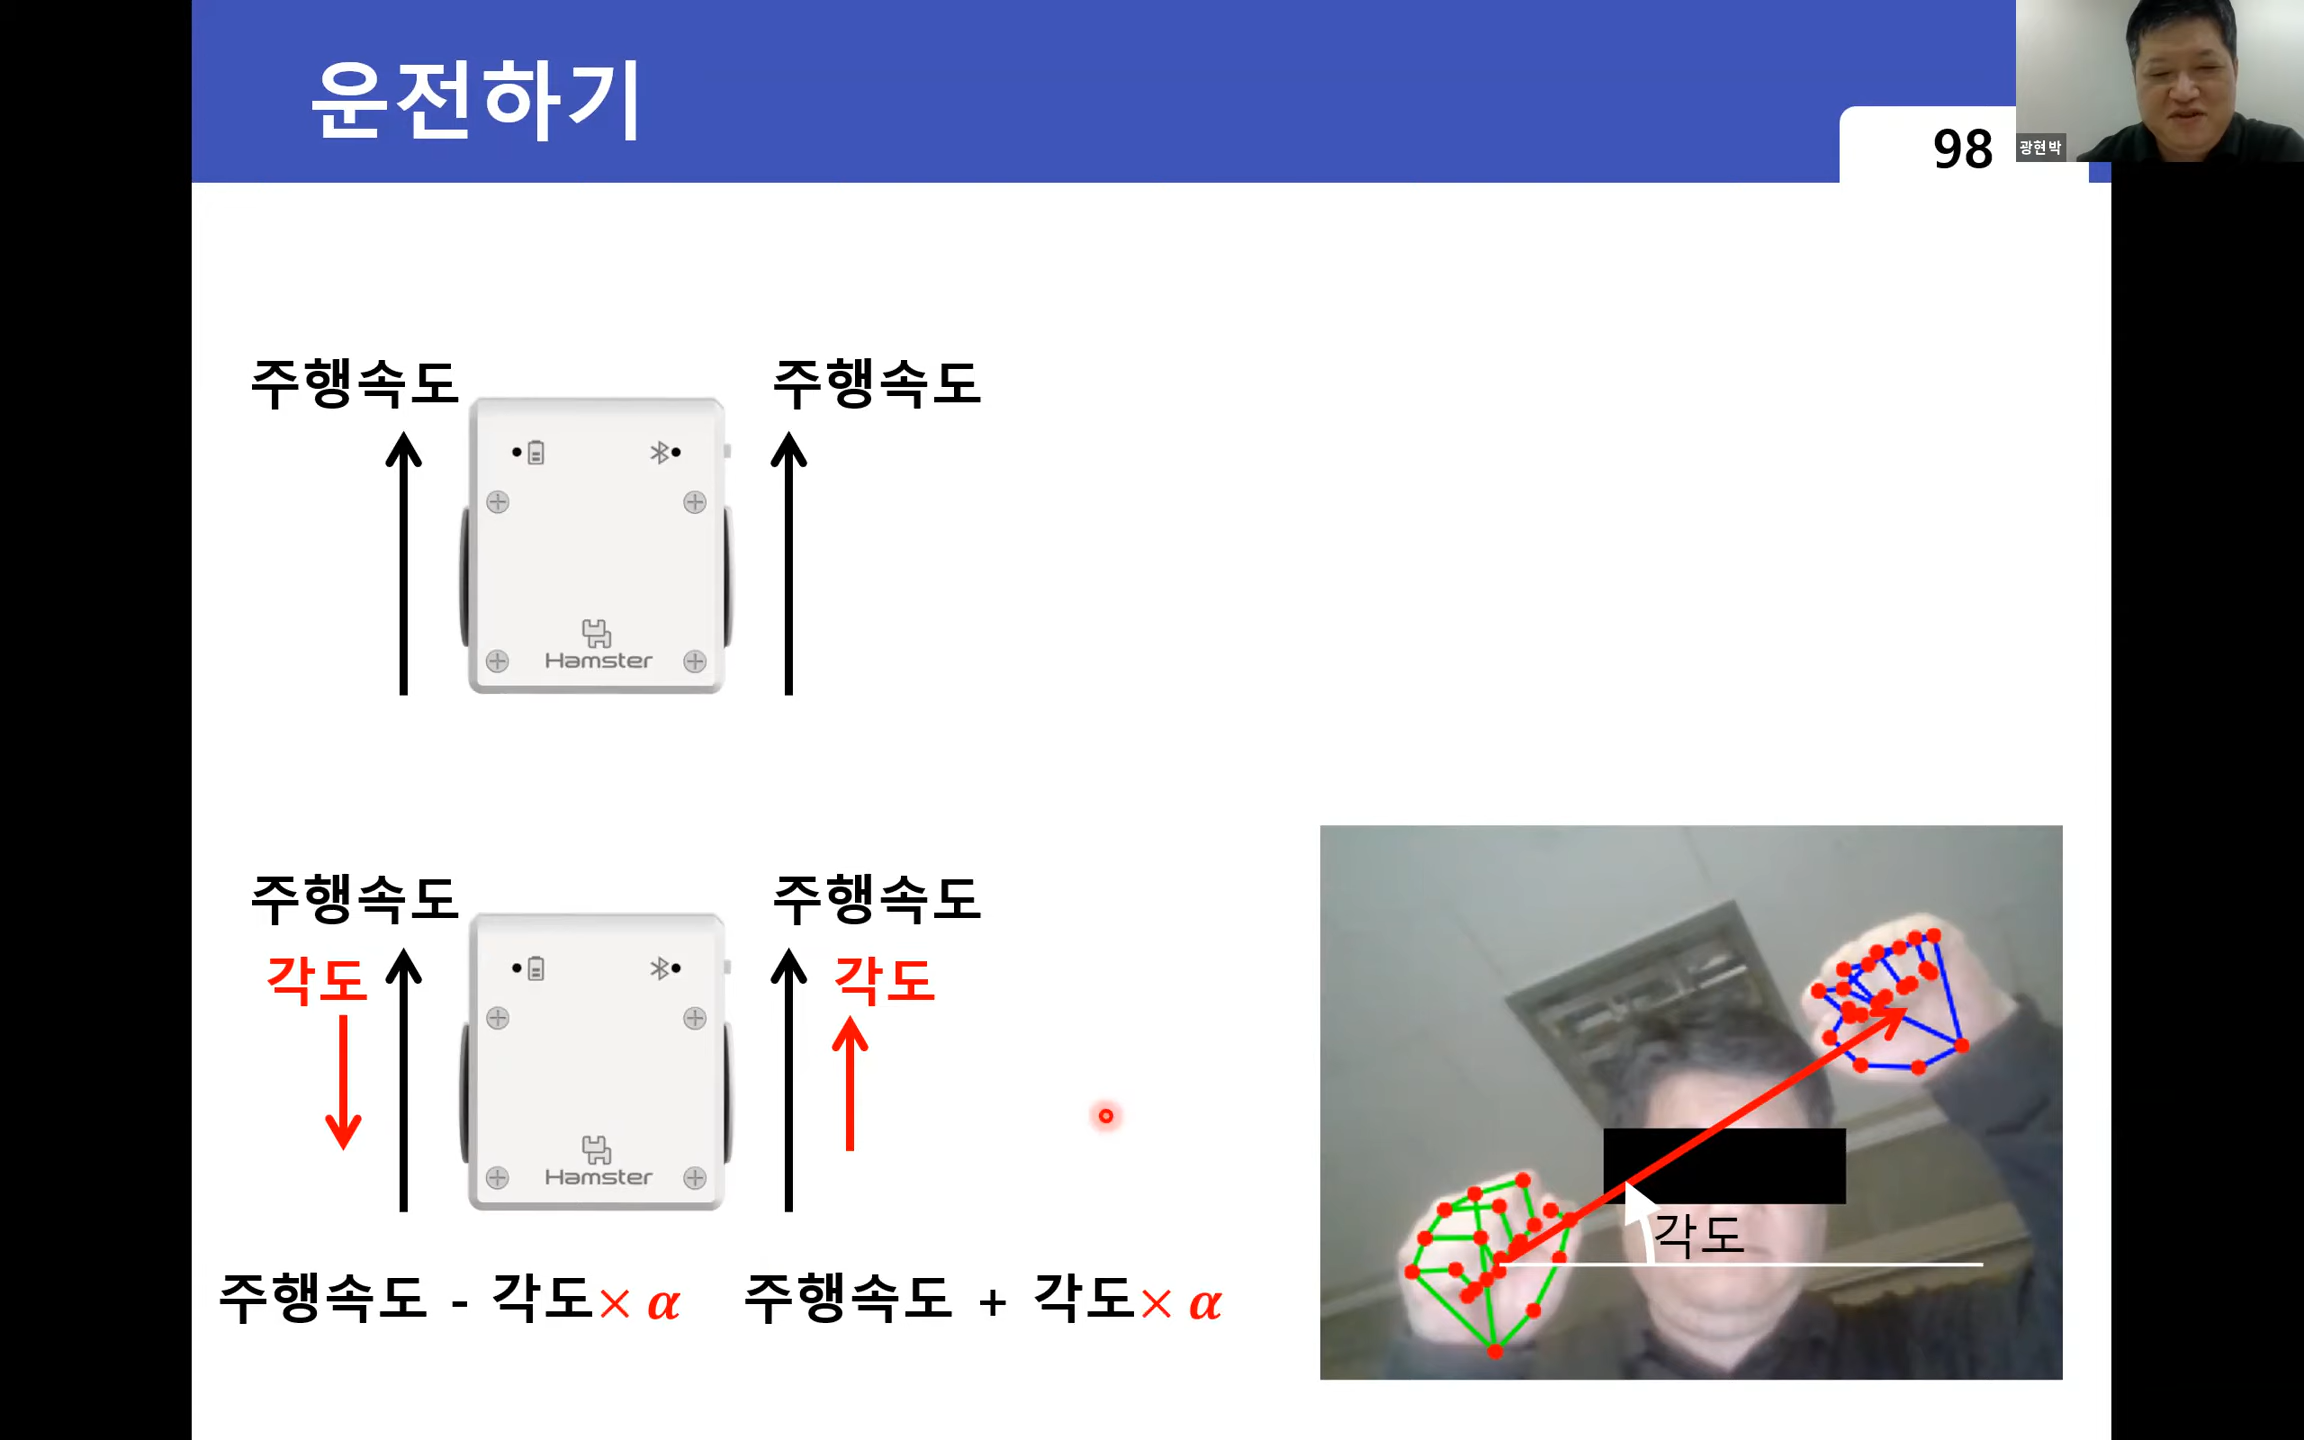 운전하기
98
광현박
주행속도 주행속도
Hamster
주행속도 주행속도
각도 각도
Hamster
각도
주행속도 - 각도× α 주행속도 + 각도× α